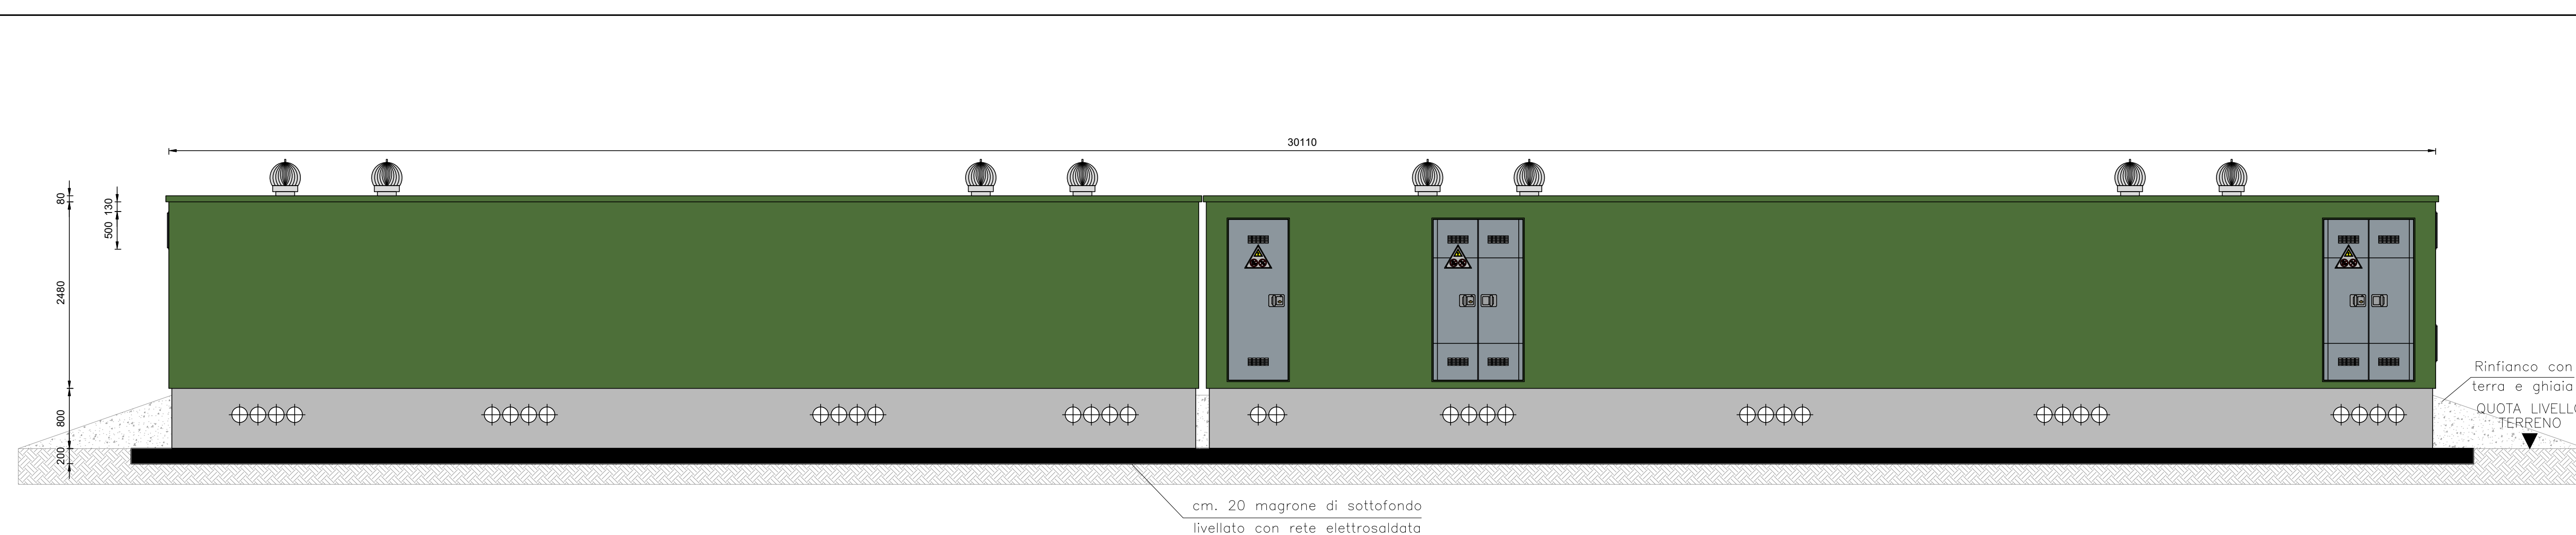 30110
80
130
500
2480
800
200
Rinfianco con
terra e ghiaia
QUOTA LIVELLO
TERRENO
cm. 20 magrone di sottofondo
livellato con rete elettrosaldata